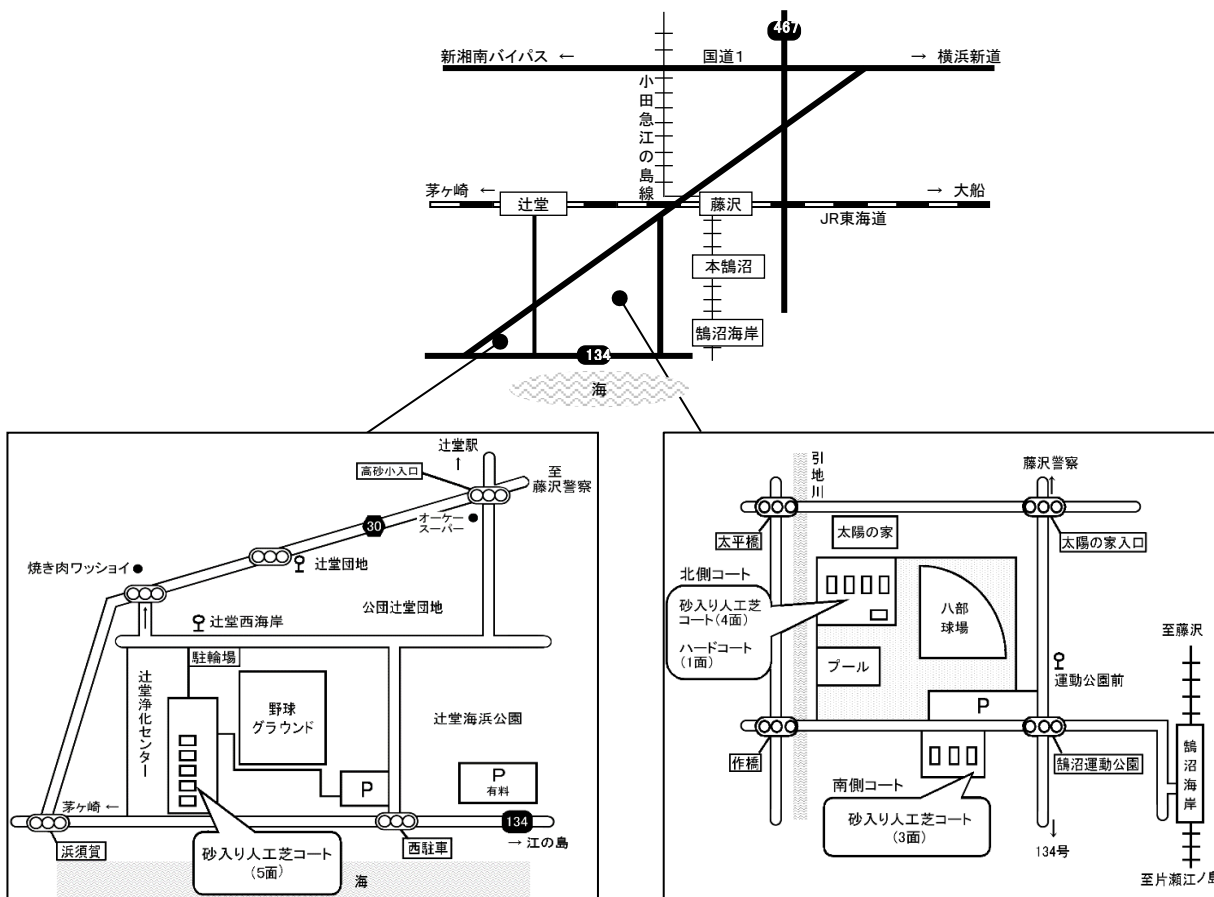 467
新湘南バイパス ←
国道1
→ 横浜新道
小田急江の島線
茅ヶ崎 ←
辻堂
藤沢
→ 大船
JR東海道
本鵠沼
鵠沼海岸
134
海
辻堂駅
↑
高砂小入口
至
藤沢警察
オーケー
スーパー
30
辻堂団地
焼き肉ワッショイ
公団辻堂団地
辻堂西海岸
駐輪場
辻堂浄化センター
野球
グラウンド
辻堂海浜公園
P
P
有料
茅ヶ崎 ←
134
→ 江の島
浜須賀
西駐車
砂入り人工芝コート
(5面)
海
引地川
藤沢警察
↑
太平橋
太陽の家
太陽の家入口
北側コート
砂入り人工芝
コート(4面)
ハードコート
(1面)
八部
球場
プール
至藤沢
運動公園前
P
作橋
鵠沼運動公園
鵠沼海岸
南側コート
砂入り人工芝コート
(3面)
↓
134号
至片瀬江ノ島